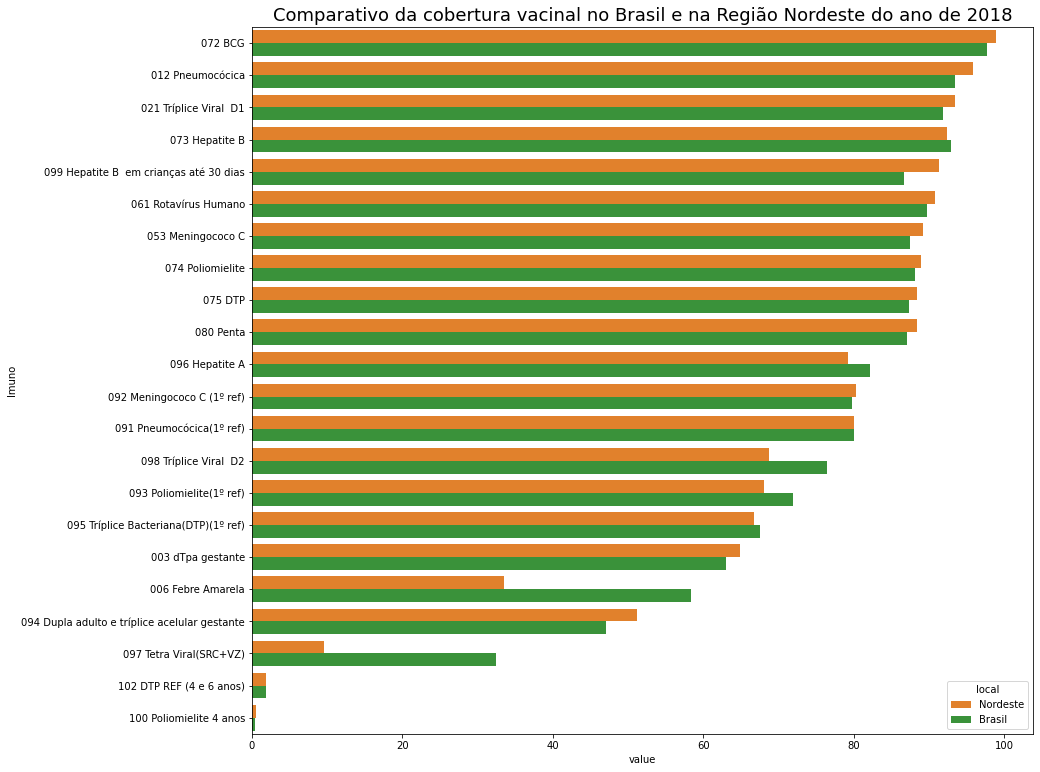 Comparativo da cobertura vacinal no Brasil e na Região Nordeste do ano de 2018
072 BCG
012 Pneumocócica
021 Tríplice Viral  D1
073 Hepatite B
099 Hepatite B  em crianças até 30 dias
061 Rotavírus Humano
053 Meningococo C
074 Poliomielite
075 DTP
080 Penta
096 Hepatite A
092 Meningococo C (1º ref)
091 Pneumocócica(1º ref)
098 Tríplice Viral  D2
093 Poliomielite(1º ref)
095 Tríplice Bacteriana(DTP)(1º ref)
003 dTpa gestante
006 Febre Amarela
094 Dupla adulto e tríplice acelular gestante
097 Tetra Viral(SRC+VZ)
102 DTP REF (4 e 6 anos)
100 Poliomielite 4 anos
Imuno
local
Nordeste
Brasil
0 20 40 60 80 100
value